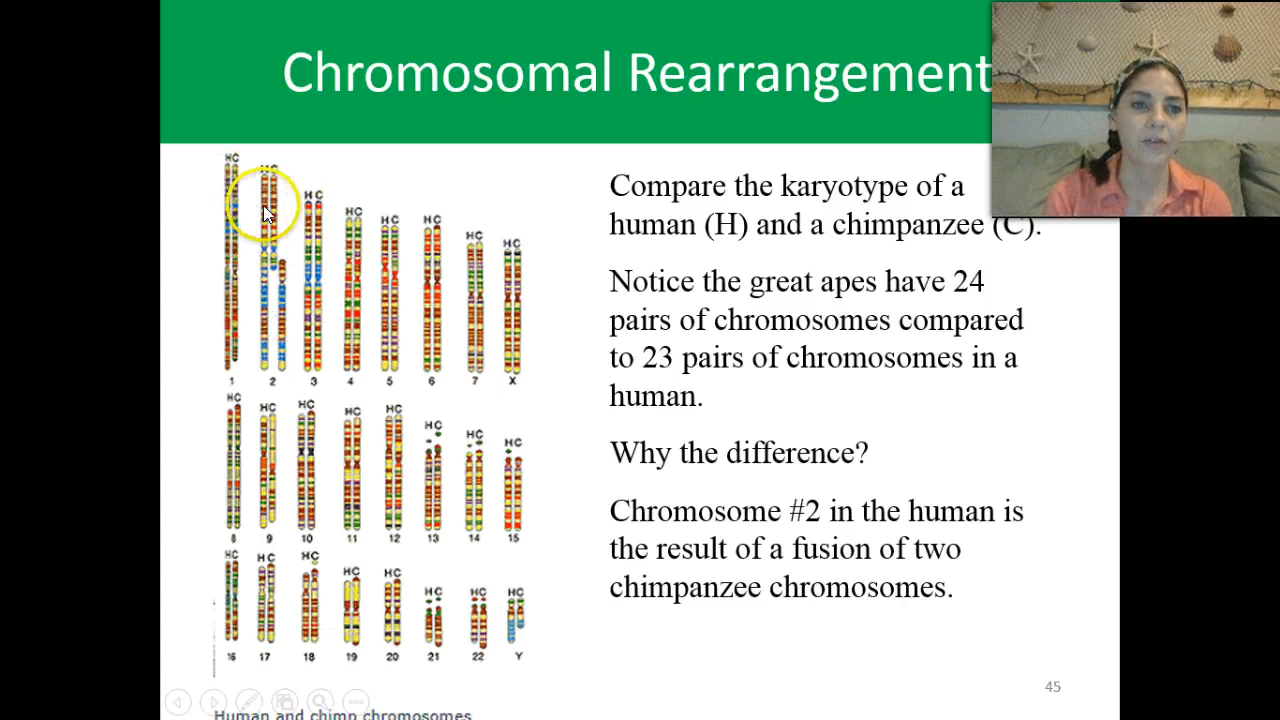 Chromosomal Rearrangement
HC
HC
HC
HC
HC
HC
HC
HC
1
2
3
4
5
6
7
X
HC
HC
HC
HC
HC
HC
HC
HC
8
9
10
11
12
13
14
15
HC
HC
HC
HC
HC
HC
HC
HC
16
17
18
19
20
21
22
Y
Human and chimp chromosomes
Compare the karyotype of a
human (H) and a chimpanzee (C).
Notice the great apes have 24
pairs of chromosomes compared
to 23 pairs of chromosomes in a
human.
Why the difference?
Chromosome #2 in the human is
the result of a fusion of two
chimpanzee chromosomes.
45